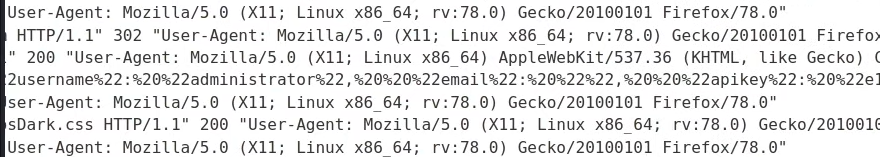 User-Agent: Mozilla/5.0 (X11; Linux x86_64; rv:78.0) Gecko/20100101 Firefox/78.0"
HTTP/1.1" 302 "User-Agent: Mozilla/5.0 (X11; Linux x86_64; rv:78.0) Gecko/20100101 Firefox
" 200 "User-Agent: Mozilla/5.0 (X11; Linux x86_64) AppleWebKit/537.36 (KHTML, like Gecko) C
2username%22:%20%22administrator%22,%20%20%22email%22:%20%22%22,%20%20%22apikey%22:%20%22e1
User-Agent: Mozilla/5.0 (X11; Linux x86_64; rv:78.0) Gecko/20100101 Firefox/78.0"
sDark.css HTTP/1.1" 200 "User-Agent: Mozilla/5.0 (X11; Linux x86_64; rv:78.0) Gecko/2010010
User-Agent: Mozilla/5.0 (X11; Linux x86_64; rv:78.0) Gecko/20100101 Firefox/78.0"